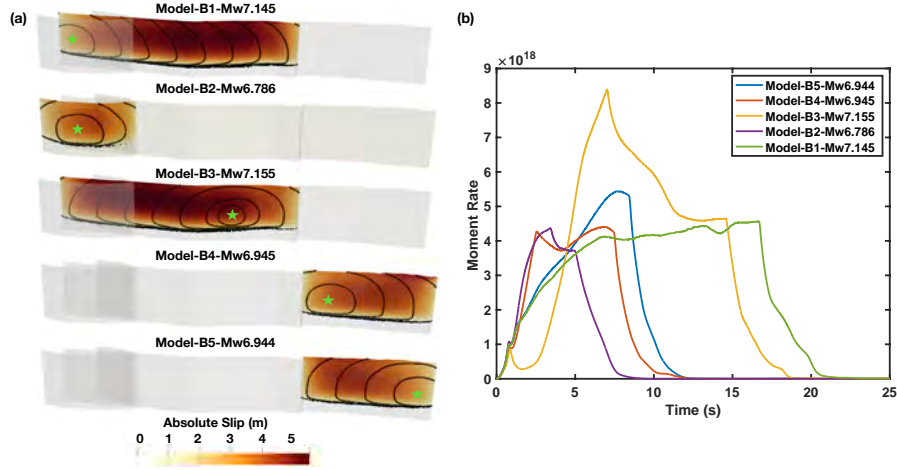 (a)
Model-B1-Mw7.145
Model-B2-Mw6.786
Model-B3-Mw7.155
Model-B4-Mw6.945
Model-B5-Mw6.944
Absolute Slip (m)
0 1 2 3 4 5
(b)
×10^18
9
8
7
6
5
4
3
2
1
0
Moment Rate
0 5 10 15 20 25
Time (s)
Model-B5-Mw6.944
Model-B4-Mw6.945
Model-B3-Mw7.155
Model-B2-Mw6.786
Model-B1-Mw7.145